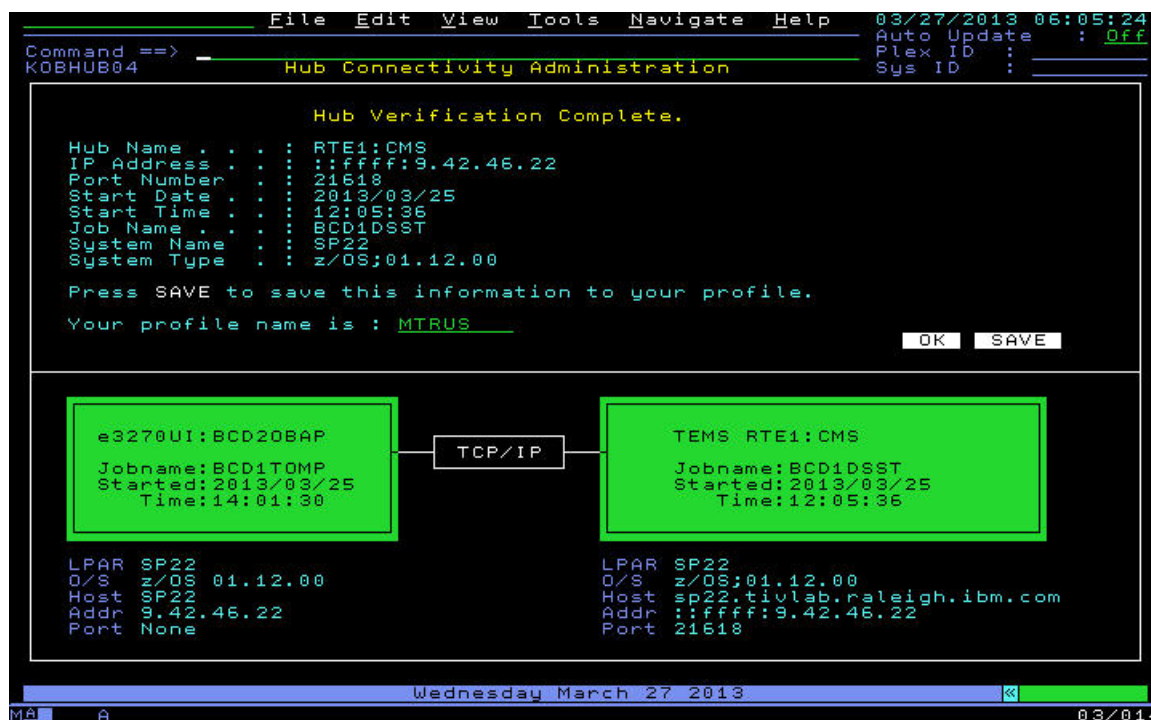 File Edit View Tools Navigate Help 03/27/2013 06:05:24
Auto Update : Off
Command ==> _ Plex ID :
KOBHUB04 Hub Connectivity Administration Sys ID :
Hub Verification Complete.
Hub Name . . . : RTE1:CMS
IP Address . . : ::ffff:9.42.46.22
Port Number . : 21618
Start Date . . : 2013/03/25
Start Time . . : 12:05:36
Job Name . . . : BCD1DSST
System Name . : SP22
System Type . : z/OS;01.12.00
Press SAVE to save this information to your profile.
Your profile name is : MTRUS
OK SAVE
e3270UI:BCD2OBAP
Jobname:BCD1TOMP
Started:2013/03/25
Time:14:01:30
TCP/IP
TEMS RTE1:CMS
Jobname:BCD1DSST
Started:2013/03/25
Time:12:05:36
LPAR SP22
O/S z/OS 01.12.00
Host SP22
Addr 9.42.46.22
Port None
LPAR SP22
O/S z/OS;01.12.00
Host sp22.tivlab.raleigh.ibm.com
Addr ::ffff:9.42.46.22
Port 21618
Wednesday March 27 2013 «
MA A 03/01